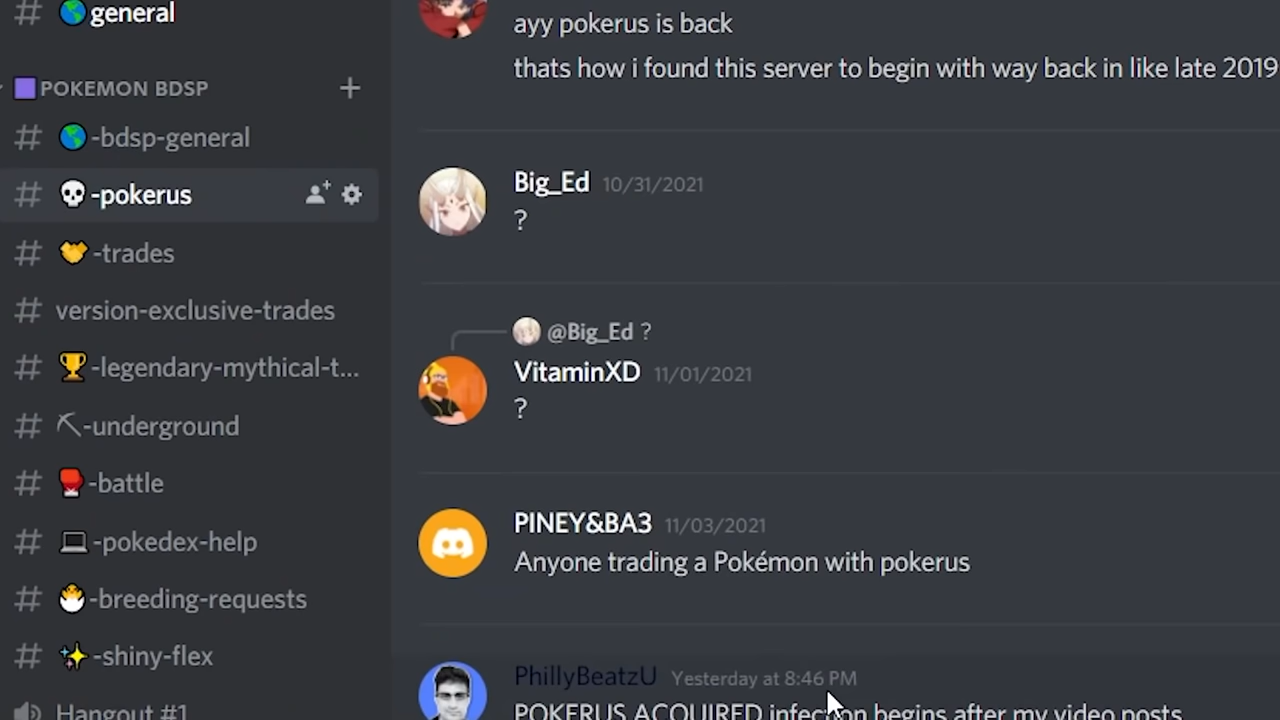 general
POKEMON BDSP
-bdsp-general
-pokerus
-trades
version-exclusive-trades
-legendary-mythical-t...
-underground
-battle
-pokedex-help
-breeding-requests
-shiny-flex
Hangout #1
ayy pokerus is back
thats how i found this server to begin with way back in like late 2019
Big_Ed 10/31/2021
?
@Big_Ed ?
VitaminXD 11/01/2021
?
PINEY&BA3 11/03/2021
Anyone trading a Pokémon with pokerus
PhillyBeatzU Yesterday at 8:46 PM
POKERUS ACQUIRED infection begins after my video posts